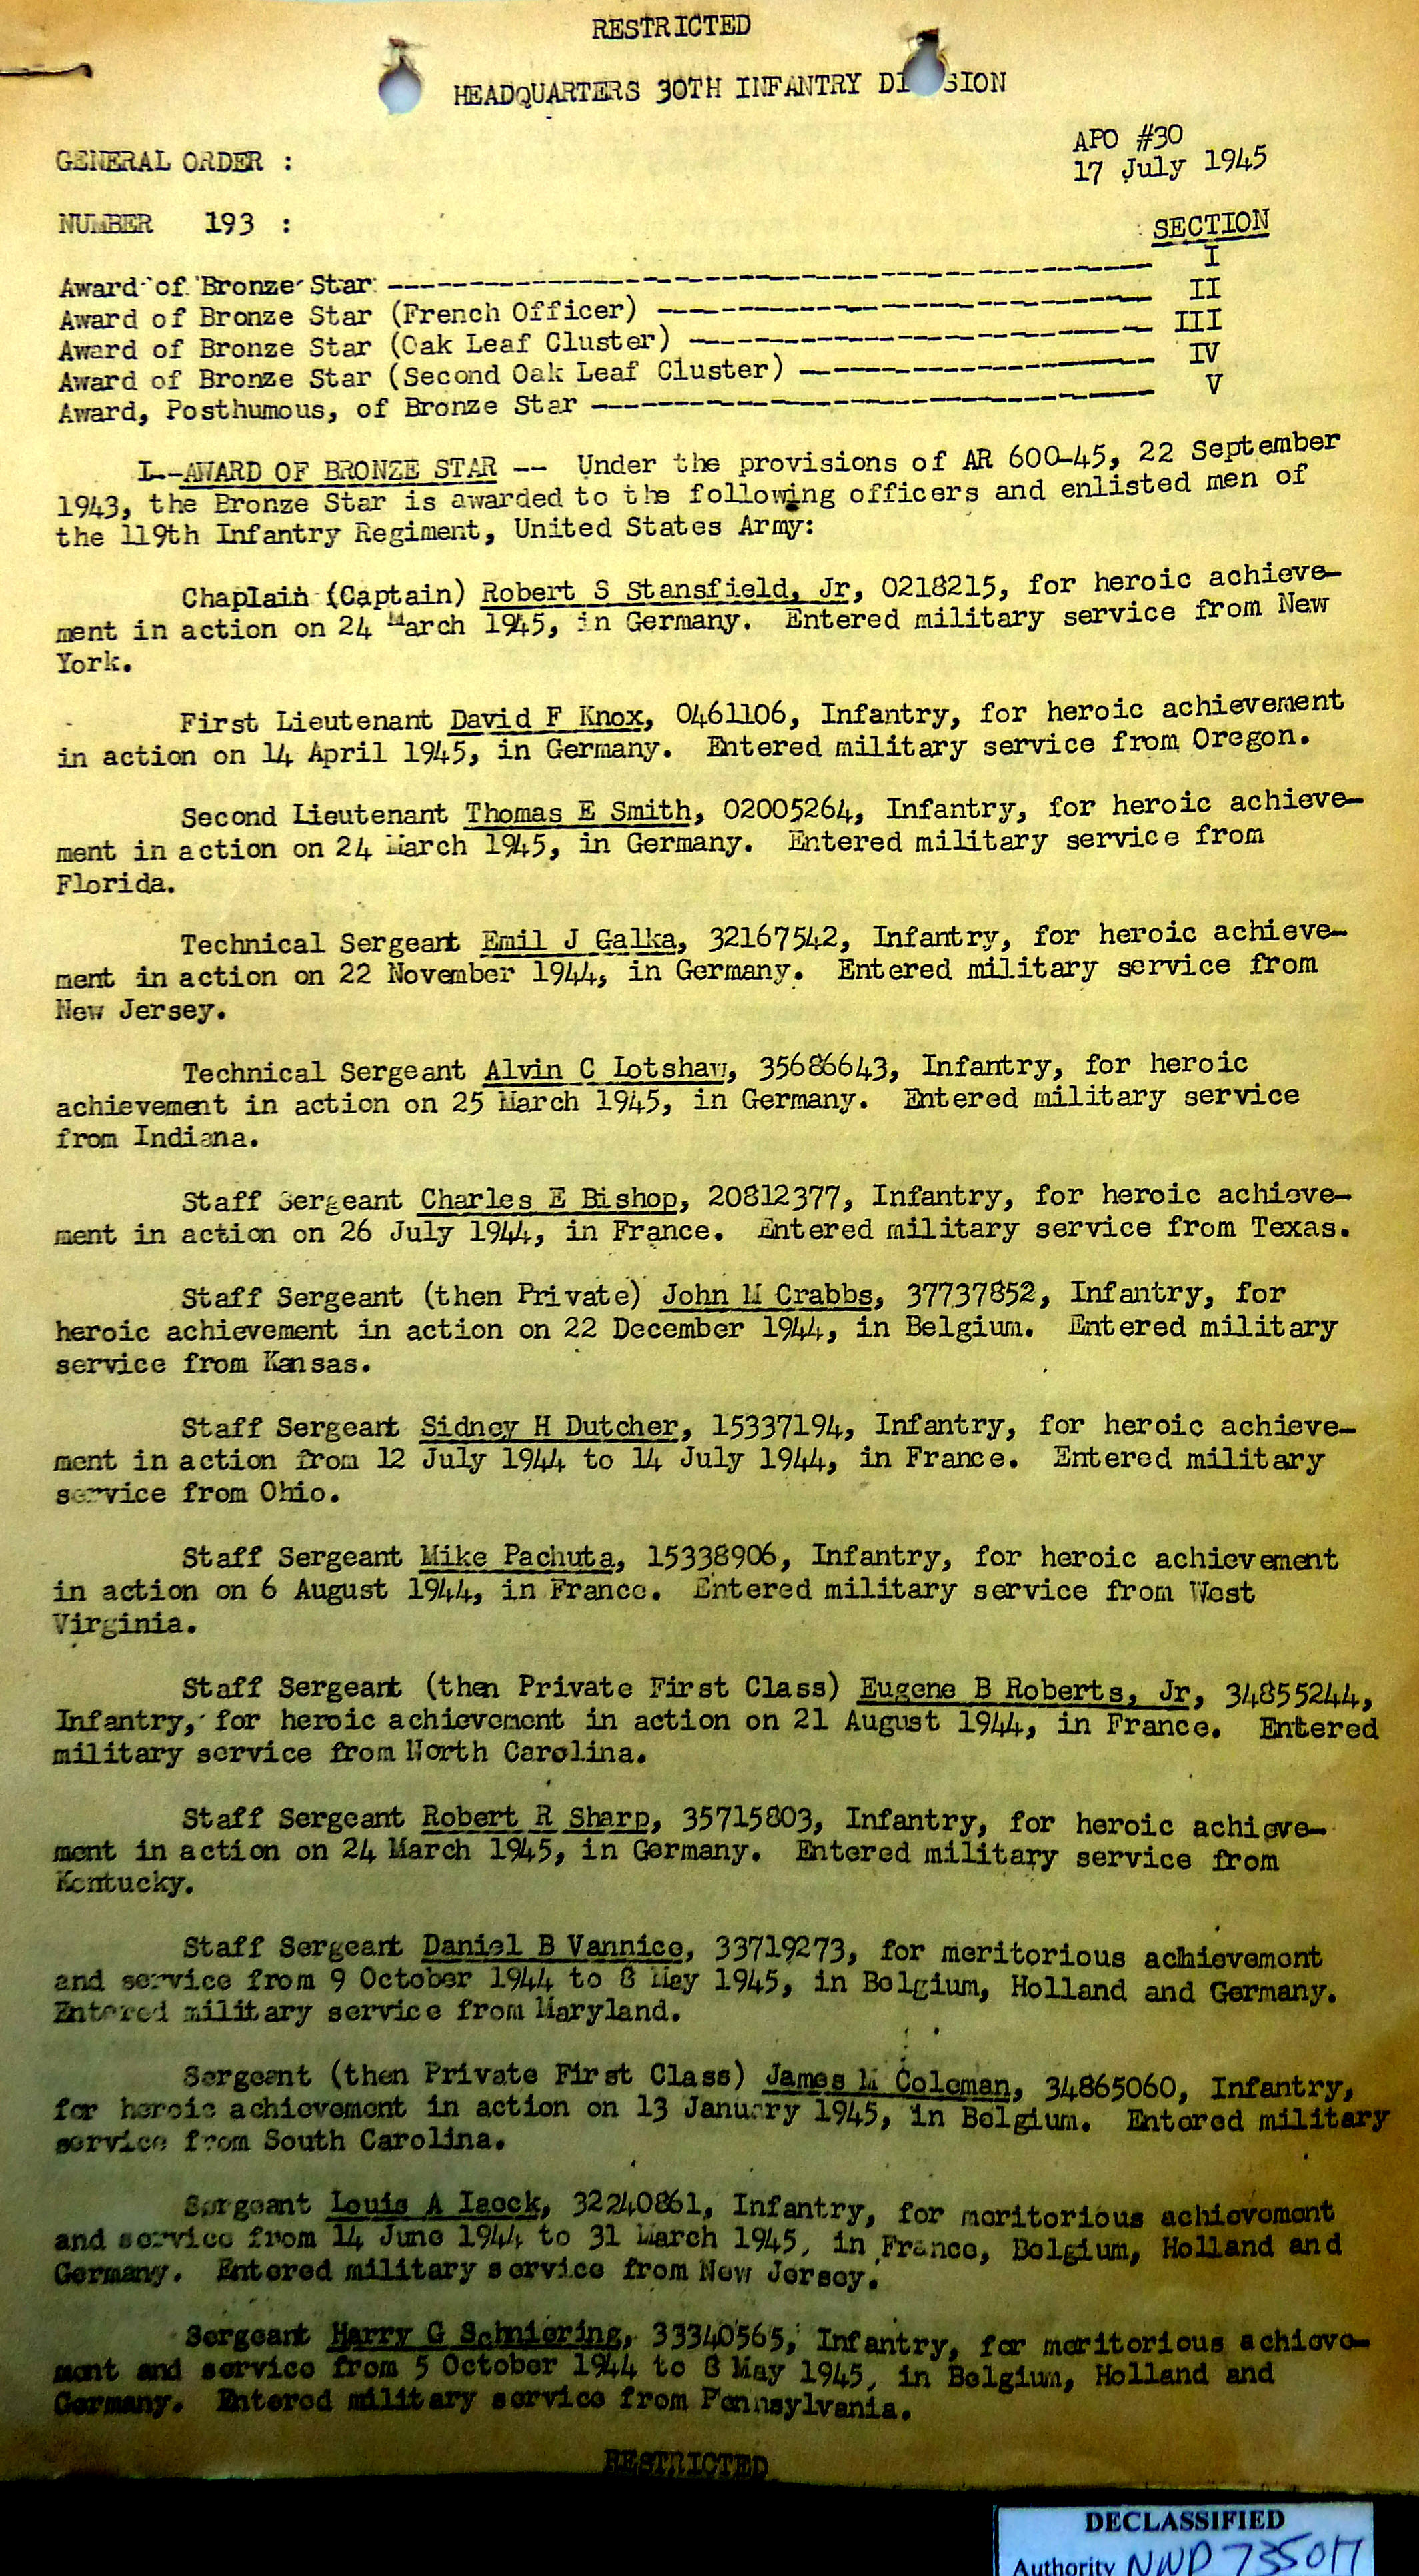 RESTRICTED
HEADQUARTERS 30TH INFANTRY DI SION
APO #30
GENERAL ORDER :
17 July 1945
NUMBER 193 :
SECTION
Award of Bronze Star ---------- I
Award of Bronze Star (French Officer) ---------- II
Award of Bronze Star (Oak Leaf Cluster) ---------- III
Award of Bronze Star (Second Oak Leaf Cluster) ---------- IV
Award, Posthumous, of Bronze Star ---------- V
I--AWARD OF BRONZE STAR -- Under the provisions of AR 600-45, 22 September
1943, the Bronze Star is awarded to the following officers and enlisted men of
the 119th Infantry Regiment, United States Army:
Chaplain (Captain) Robert S Stansfield, Jr, 0218215, for heroic achieve-
ment in action on 24 March 1945, in Germany. Entered military service from New
York.
First Lieutenant David F Knox, 0461106, Infantry, for heroic achievement
in action on 14 April 1945, in Germany. Entered military service from Oregon.
Second Lieutenant Thomas E Smith, 02005264, Infantry, for heroic achieve-
ment in action on 24 March 1945, in Germany. Entered military service from
Florida.
Technical Sergeant Emil J Galka, 32167542, Infantry, for heroic achieve-
ment in action on 22 November 1944, in Germany. Entered military service from
New Jersey.
Technical Sergeant Alvin C Lotshaw, 35686643, Infantry, for heroic
achievement in action on 25 March 1945, in Germany. Entered military service
from Indiana.
Staff Sergeant Charles E Bishop, 20812377, Infantry, for heroic achieve-
ment in action on 26 July 1944, in France. Entered military service from Texas.
Staff Sergeant (then Private) John M Crabbs, 37737852, Infantry, for
heroic achievement in action on 22 December 1944, in Belgium. Entered military
service from Kansas.
Staff Sergeant Sidney H Dutcher, 15337194, Infantry, for heroic achieve-
ment in action from 12 July 1944 to 14 July 1944, in France. Entered military
service from Ohio.
Staff Sergeant Mike Pachuta, 15338906, Infantry, for heroic achievement
in action on 6 August 1944, in France. Entered military service from West
Virginia.
Staff Sergeant (then Private First Class) Eugene B Roberts, Jr, 34855244,
Infantry, for heroic achievement in action on 21 August 1944, in France. Entered
military service from North Carolina.
Staff Sergeant Robert R Sharp, 35715803, Infantry, for heroic achieve-
ment in action on 24 March 1945, in Germany. Entered military service from
Kentucky.
Staff Sergeant Daniel B Vannice, 33719273, for meritorious achievement
and service from 9 October 1944 to 8 May 1945, in Belgium, Holland and Germany.
Entered military service from Maryland.
Sergeant (then Private First Class) James M Coleman, 34865060, Infantry,
for heroic achievement in action on 13 January 1945, in Belgium. Entered military
service from South Carolina.
Sergeant Louis A Isock, 32240861, Infantry, for meritorious achievement
and service from 14 June 1944 to 31 March 1945, in France, Belgium, Holland and
Germany. Entered military service from New Jersey.
Sergeant Harry G Schniering, 33340565, Infantry, for meritorious achieve-
ment and service from 5 October 1944 to 8 May 1945, in Belgium, Holland and
Germany. Entered military service from Pennsylvania.
RESTRICTED
DECLASSIFIED
Authority NND 735017